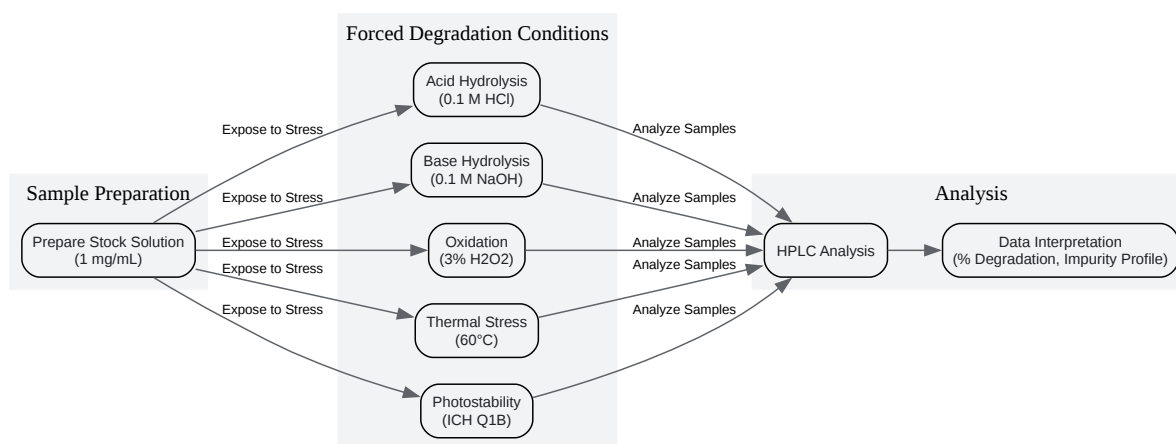 Forced Degradation Conditions
Acid Hydrolysis
(0.1 M HCl)
Expose to Stress
Analyze Samples
Base Hydrolysis
(0.1 M NaOH)
Sample Preparation
Expose to Stress
Analyze Samples
Analysis
Prepare Stock Solution
(1 mg/mL)
Expose to Stress
Oxidation
(3% H2O2)
Analyze Samples
HPLC Analysis
Data Interpretation
(% Degradation, Impurity Profile)
Expose to Stress
Analyze Samples
Thermal Stress
(60°C)
Expose to Stress
Analyze Samples
Photostability
(ICH Q1B)